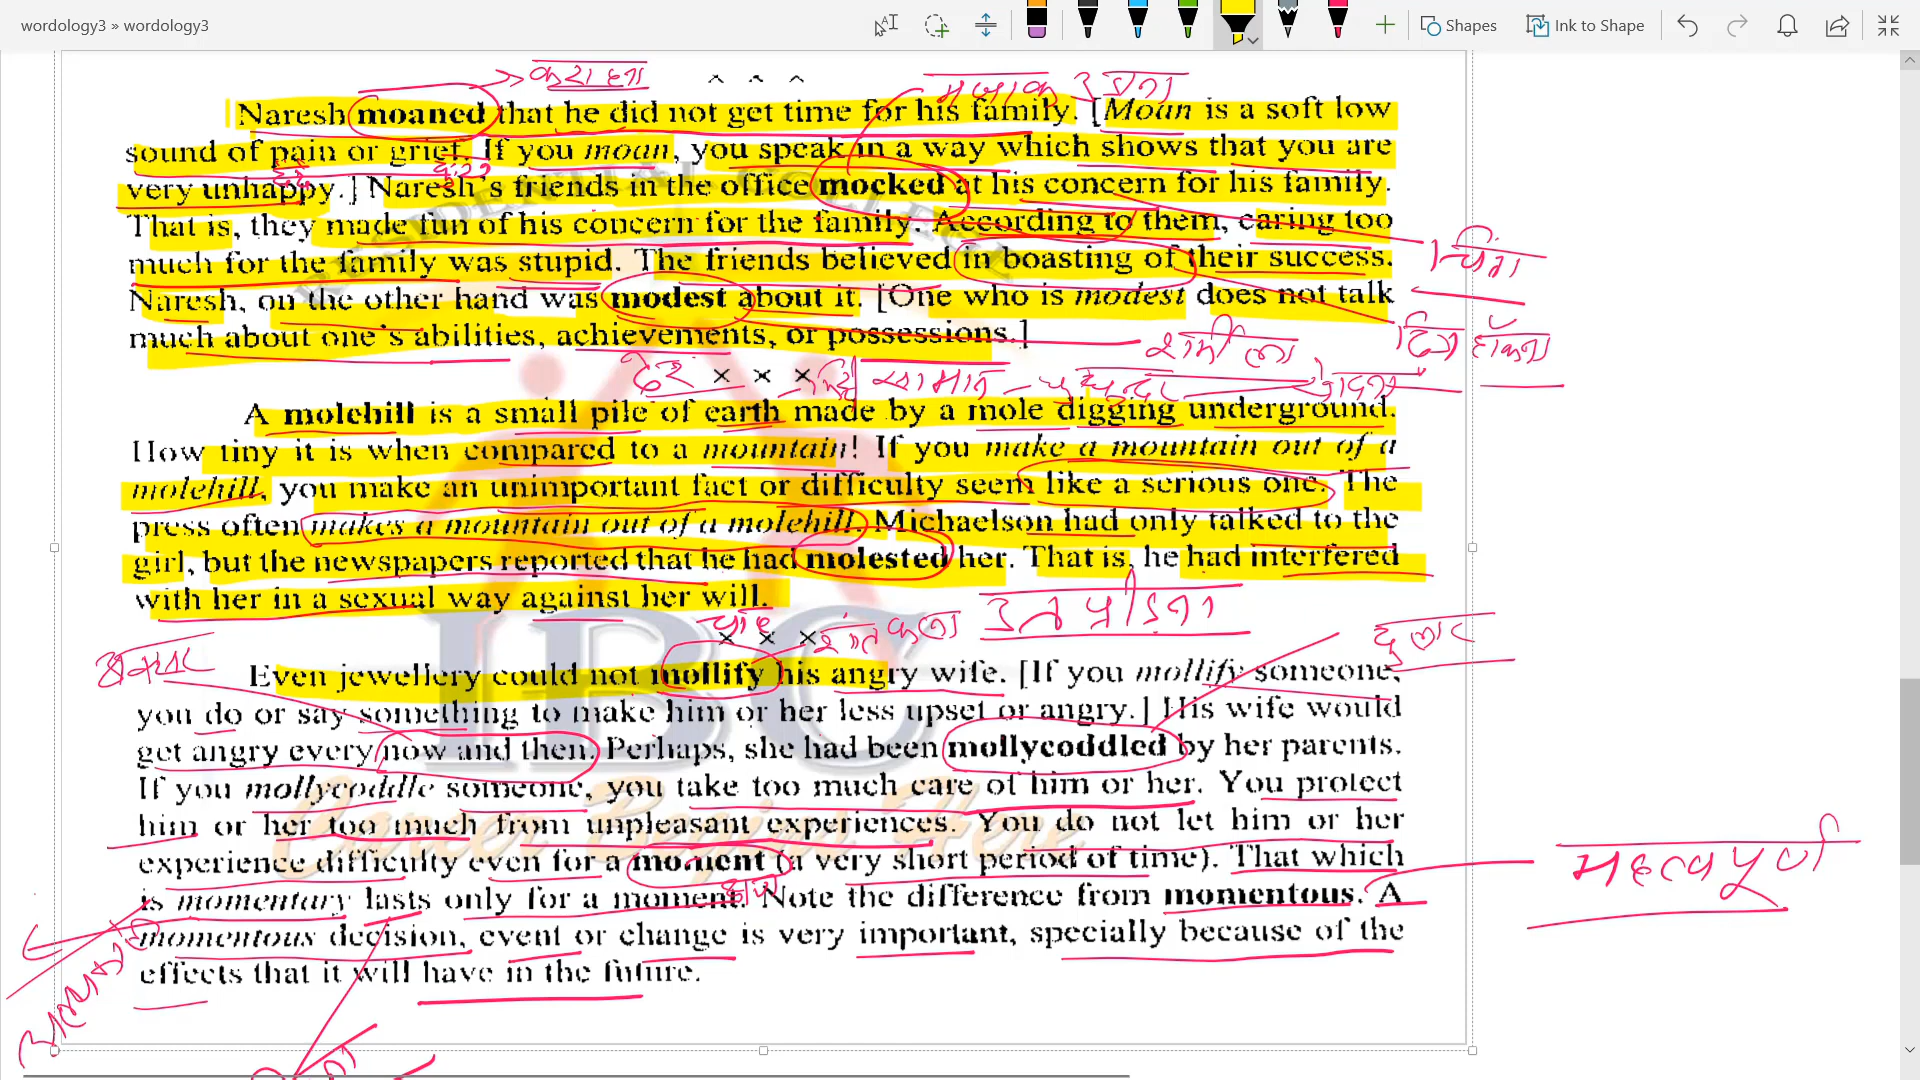 wordology3 » wordology3
Shapes
Ink to Shape
कराहना
मजाक उड़ाना
Naresh moaned that he did not get time for his family. [Moan is a soft low
sound of pain or grief. If you moan, you speak in a way which shows that you are
very unhappy.] Naresh's friends in the office mocked at his concern for his family.
That is, they made fun of his concern for the family. According to them, caring too
much for the family was stupid. The friends believed in boasting of their success.
Naresh, on the other hand was modest about it. [One who is modest does not talk
much about one's abilities, achievements, or possessions.]
× × ×
A molehill is a small pile of earth made by a mole digging underground.
How tiny it is when compared to a mountain! If you make a mountain out of a
molehill, you make an unimportant fact or difficulty seem like a serious one. The
press often makes a mountain out of a molehill. Michaelson had only talked to the
girl, but the newspapers reported that he had molested her. That is, he had interfered
with her in a sexual way against her will.
उत्पीड़ना
× × ×
शांत करना
अक्सर
दुलार
Even jewellery could not mollify his angry wife. [If you mollify someone,
you do or say something to make him or her less upset or angry.] His wife would
get angry every now and then. Perhaps, she had been mollycoddled by her parents.
If you mollycoddle someone, you take too much care of him or her. You protect
him or her too much from unpleasant experiences. You do not let him or her
experience difficulty even for a moment (a very short period of time). That which
is momentary lasts only for a moment. Note the difference from momentous. A
momentous decision, event or change is very important, specially because of the
effects that it will have in the future.
महत्वपूर्ण
RESIDENTIAL COLLEGE
IBC
Career Begin Here